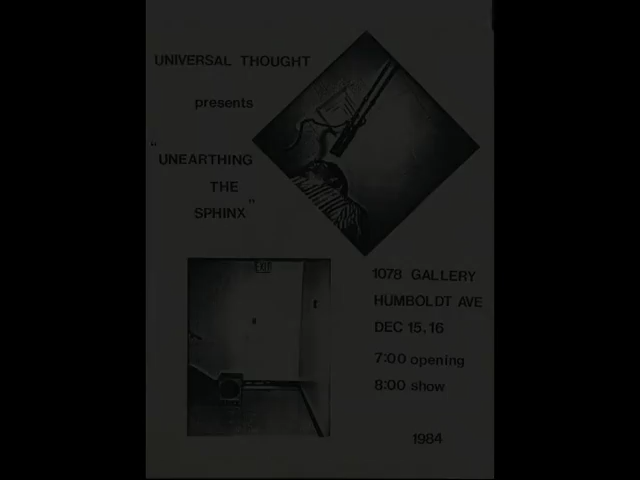 UNIVERSAL THOUGHT
presents
"UNEARTHING
THE
SPHINX"
1078 GALLERY
HUMBOLDT AVE
DEC 15, 16
7:00 opening
8:00 show
1984